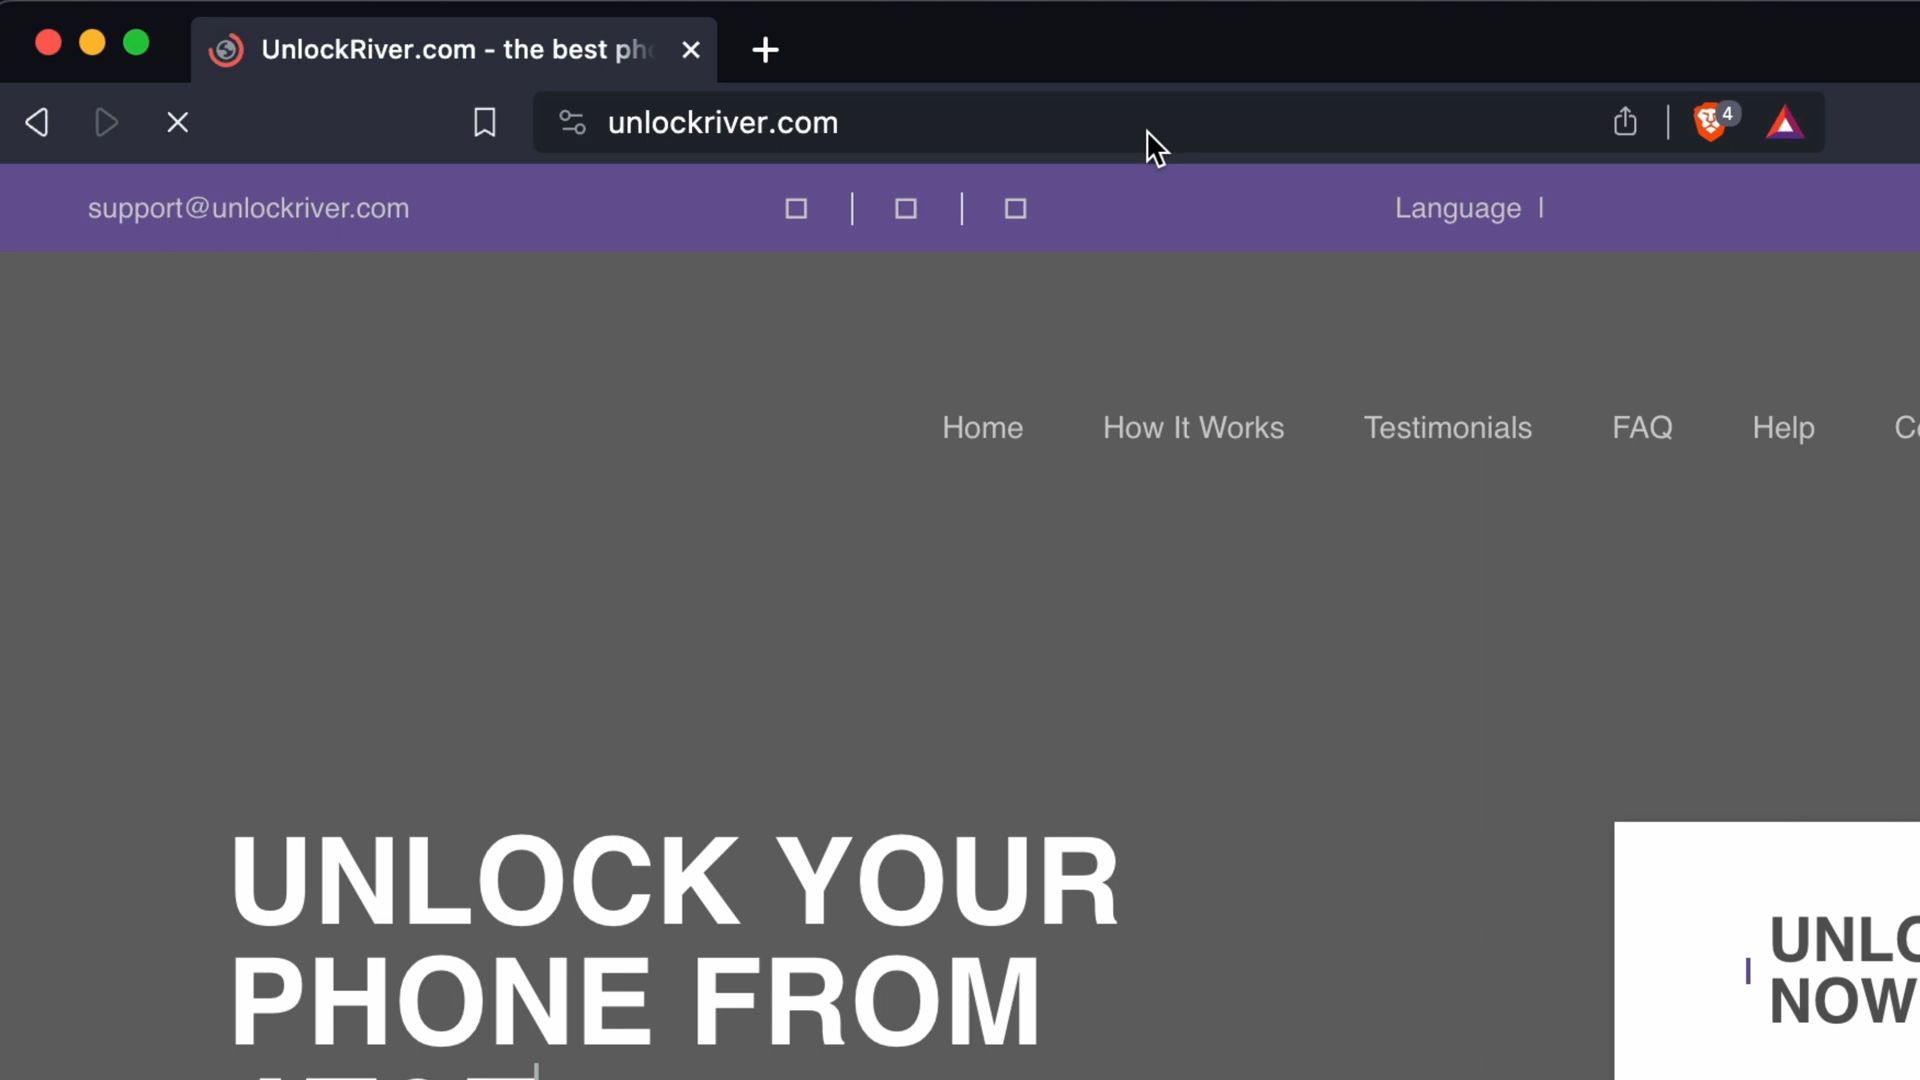 UnlockRiver.com - the best pho
unlockriver.com
4
support@unlockriver.com
Language
Home How It Works Testimonials FAQ Help
UNLOCK YOUR
PHONE FROM
UNLO
NOW